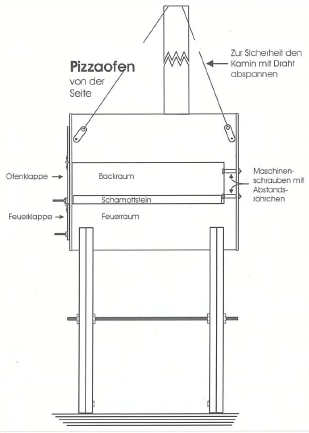 Pizzaofen
von der
Seite
Zur Sicherheit den
Kamin mit Draht
abspannen
Ofenklappe
Backraum
Maschinen-
schrauben mit
Abstands-
röhrchen
Schamottstein
Feuerklappe
Feuerraum